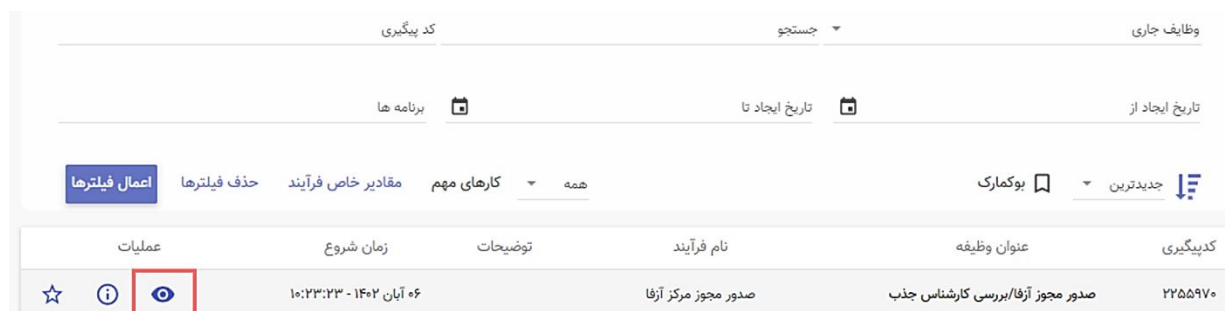 وظایف جاری جستجو کد پیگیری
تاریخ ایجاد از تاریخ ایجاد تا برنامه ها
جدیدترین بوکمارک همه کارهای مهم مقادیر خاص فرآیند حذف فیلترها اعمال فیلترها
کدپیگیری عنوان وظیفه نام فرآیند توضیحات زمان شروع عملیات
۲۲۵۵۹۷۰ صدور مجوز آزفا/بررسی کارشناس جذب صدور مجوز مرکز آزفا ۰۶ آبان ۱۴۰۲ - ۱۰:۲۳:۲۳